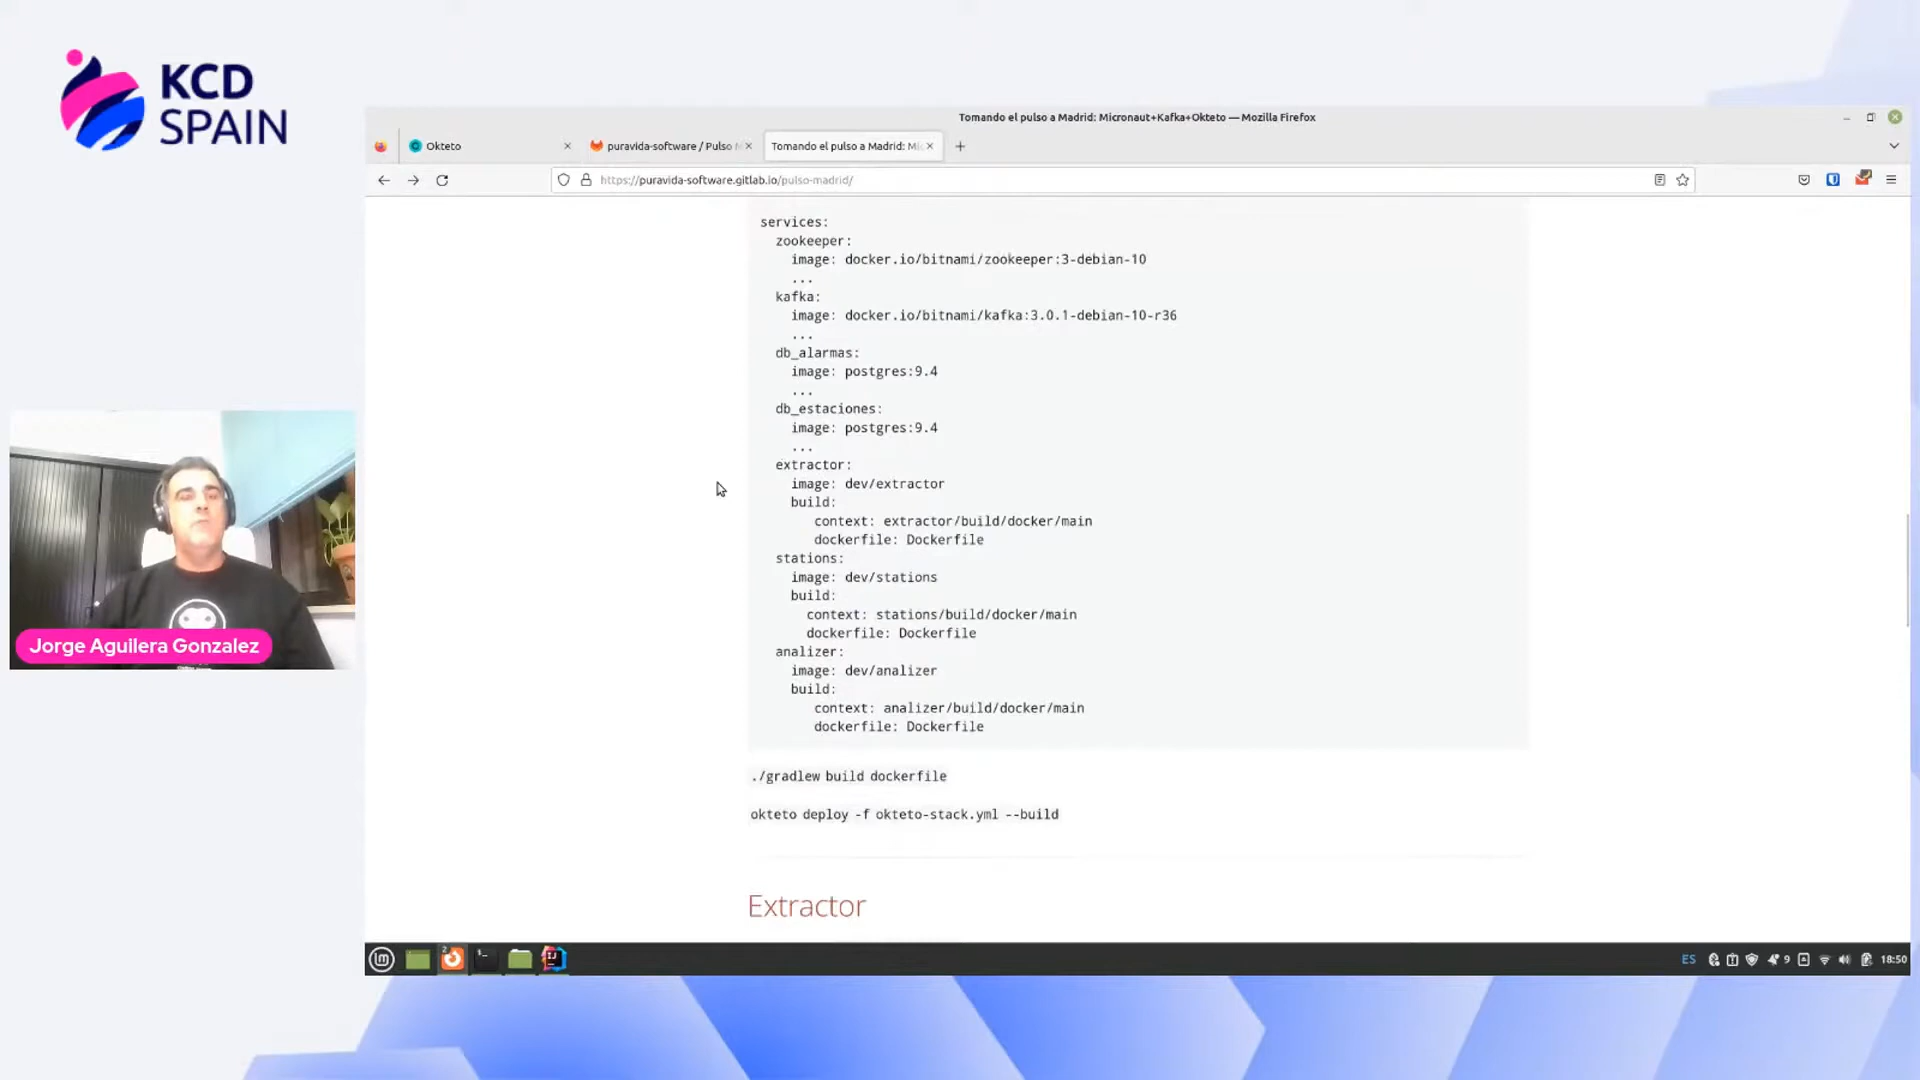 KCD
SPAIN
Tomando el pulso a Madrid: Micronaut+Kafka+Okteto — Mozilla Firefox
Okteto
puravida-software / Pulso M
Tomando el pulso a Madrid: Mic
https://puravida-software.gitlab.io/pulso-madrid/
services:
zookeeper:
image: docker.io/bitnami/zookeeper:3-debian-10
...
kafka:
image: docker.io/bitnami/kafka:3.0.1-debian-10-r36
...
db_alarmas:
image: postgres:9.4
...
db_estaciones:
image: postgres:9.4
...
extractor:
image: dev/extractor
build:
context: extractor/build/docker/main
dockerfile: Dockerfile
stations:
image: dev/stations
build:
context: stations/build/docker/main
dockerfile: Dockerfile
analizer:
image: dev/analizer
build:
context: analizer/build/docker/main
dockerfile: Dockerfile
./gradlew build dockerfile
okteto deploy -f okteto-stack.yml --build
Extractor
Jorge Aguilera Gonzalez
2
ES
9
18:50